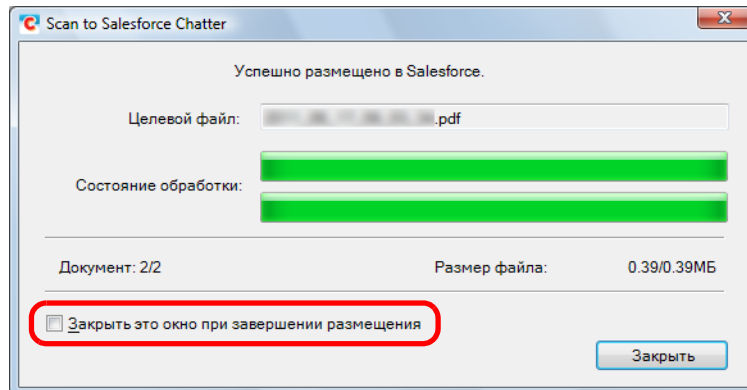 Scan to Salesforce Chatter
Успешно размещено в Salesforce.
Целевой файл: .pdf
Состояние обработки:
Документ: 2/2 Размер файла: 0.39/0.39МБ
Закрыть это окно при завершении размещения
Закрыть